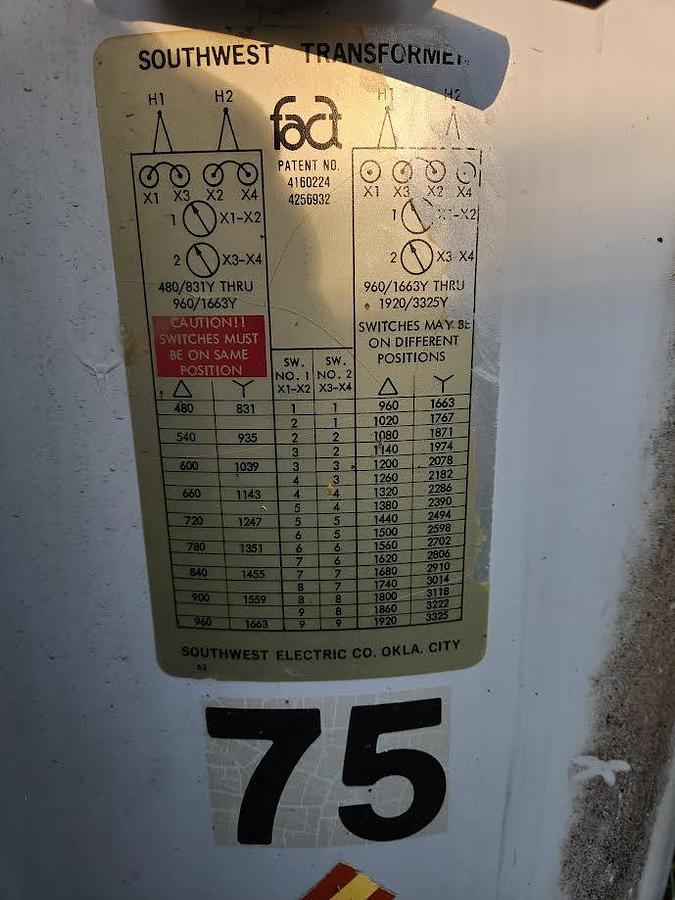 SOUTHWEST TRANSFORMER
H1 H2 H1 H2
fact
PATENT NO.
4160224
4256932
X1 X3 X2 X4
1 X1-X2
2 X3-X4
480/831Y THRU
960/1663Y
CAUTION!!
SWITCHES MUST
BE ON SAME
POSITION
X1 X3 X2 X4
1 X1-X2
2 X3 X4
960/1663Y THRU
1920/3325Y
SWITCHES MAY BE
ON DIFFERENT
POSITIONS
SW. SW.
NO. 1 NO. 2
X1-X2 X3-X4
△ Y △ Y
480 831 1 1 960 1663
2 1 1020 1767
540 935 2 2 1080 1871
3 2 1140 1974
600 1039 3 3 1200 2078
4 3 1260 2182
660 1143 4 4 1320 2286
5 4 1380 2390
720 1247 5 5 1440 2494
6 5 1500 2598
780 1351 6 6 1560 2702
7 6 1620 2806
840 1455 7 7 1680 2910
8 7 1740 3014
900 1559 8 8 1800 3118
9 8 1860 3222
960 1663 9 9 1920 3325
SOUTHWEST ELECTRIC CO. OKLA. CITY
52
75